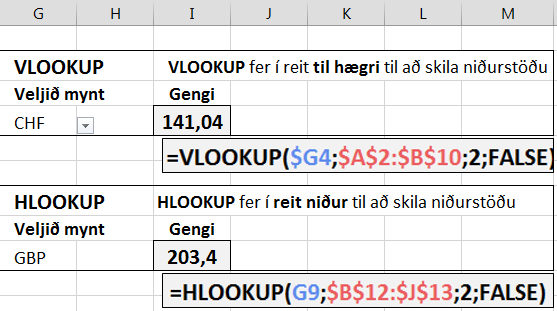 G H I J K L M
VLOOKUP VLOOKUP fer í reit til hægri til að skila niðurstöðu
Veljið mynt Gengi
CHF 141,04
=VLOOKUP($G4;$A$2:$B$10;2;FALSE)
HLOOKUP HLOOKUP fer í reit niður til að skila niðurstöðu
Veljið mynt Gengi
GBP 203,4
=HLOOKUP(G9;$B$12:$J$13;2;FALSE)